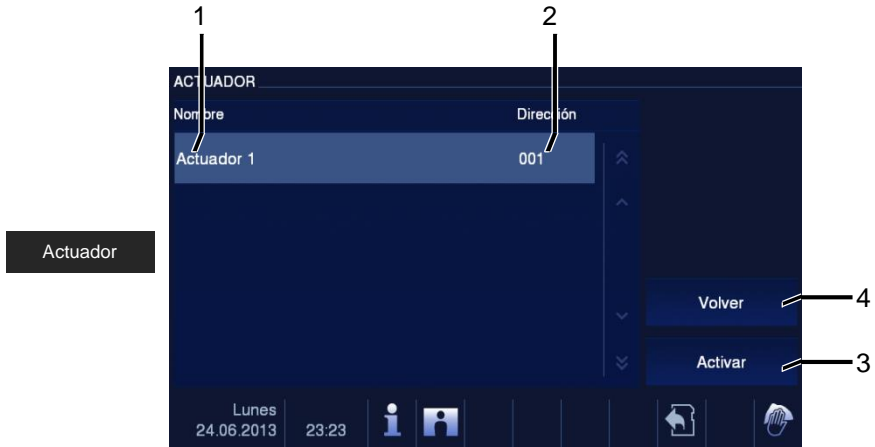 1 2
ACTUADOR
Nombre Dirección
Actuador 1 001
Actuador
Volver 4
Activar 3
Lunes
24.06.2013 23:23